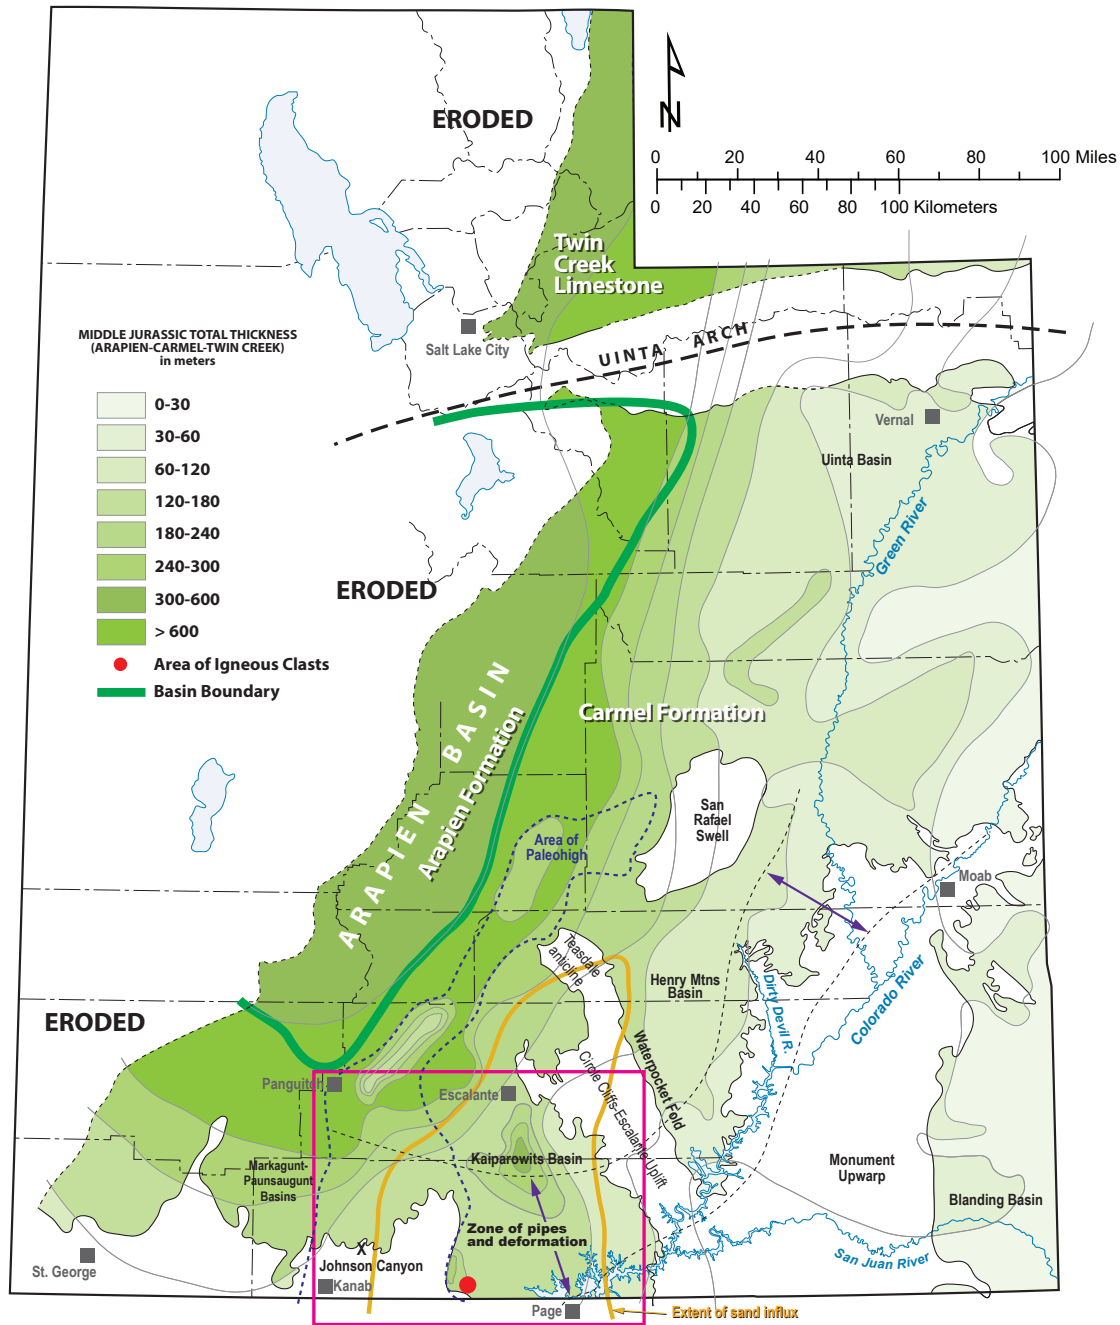 ERODED
N
0 20 40 60 80 100 Miles
0 20 40 60 80 100 Kilometers
Twin
Creek
Limestone
MIDDLE JURASSIC TOTAL THICKNESS
(ARAPIEN-CARMEL-TWIN CREEK)
in meters
Salt Lake City
UINTA ARCH
0-30
30-60
60-120
120-180
180-240
240-300
300-600
> 600
Area of Igneous Clasts
Basin Boundary
Vernal
Uinta Basin
Green River
ERODED
ARAPIEN BASIN
Arapien Formation
Carmel Formation
San
Rafael
Swell
Area of
Paleohigh
Moab
Teasdale
anticline
Henry Mtns
Basin
Dirty Devil R.
Colorado River
ERODED
Waterpocket Fold
Circle Cliffs-Escalante Uplift
Panguitch
Escalante
Markagunt-
Paunsaugunt
Basins
Kaiparowits Basin
Monument
Upwarp
Blanding Basin
Zone of pipes
and deformation
San Juan River
St. George
X
Johnson Canyon
Kanab
Page
Extent of sand influx